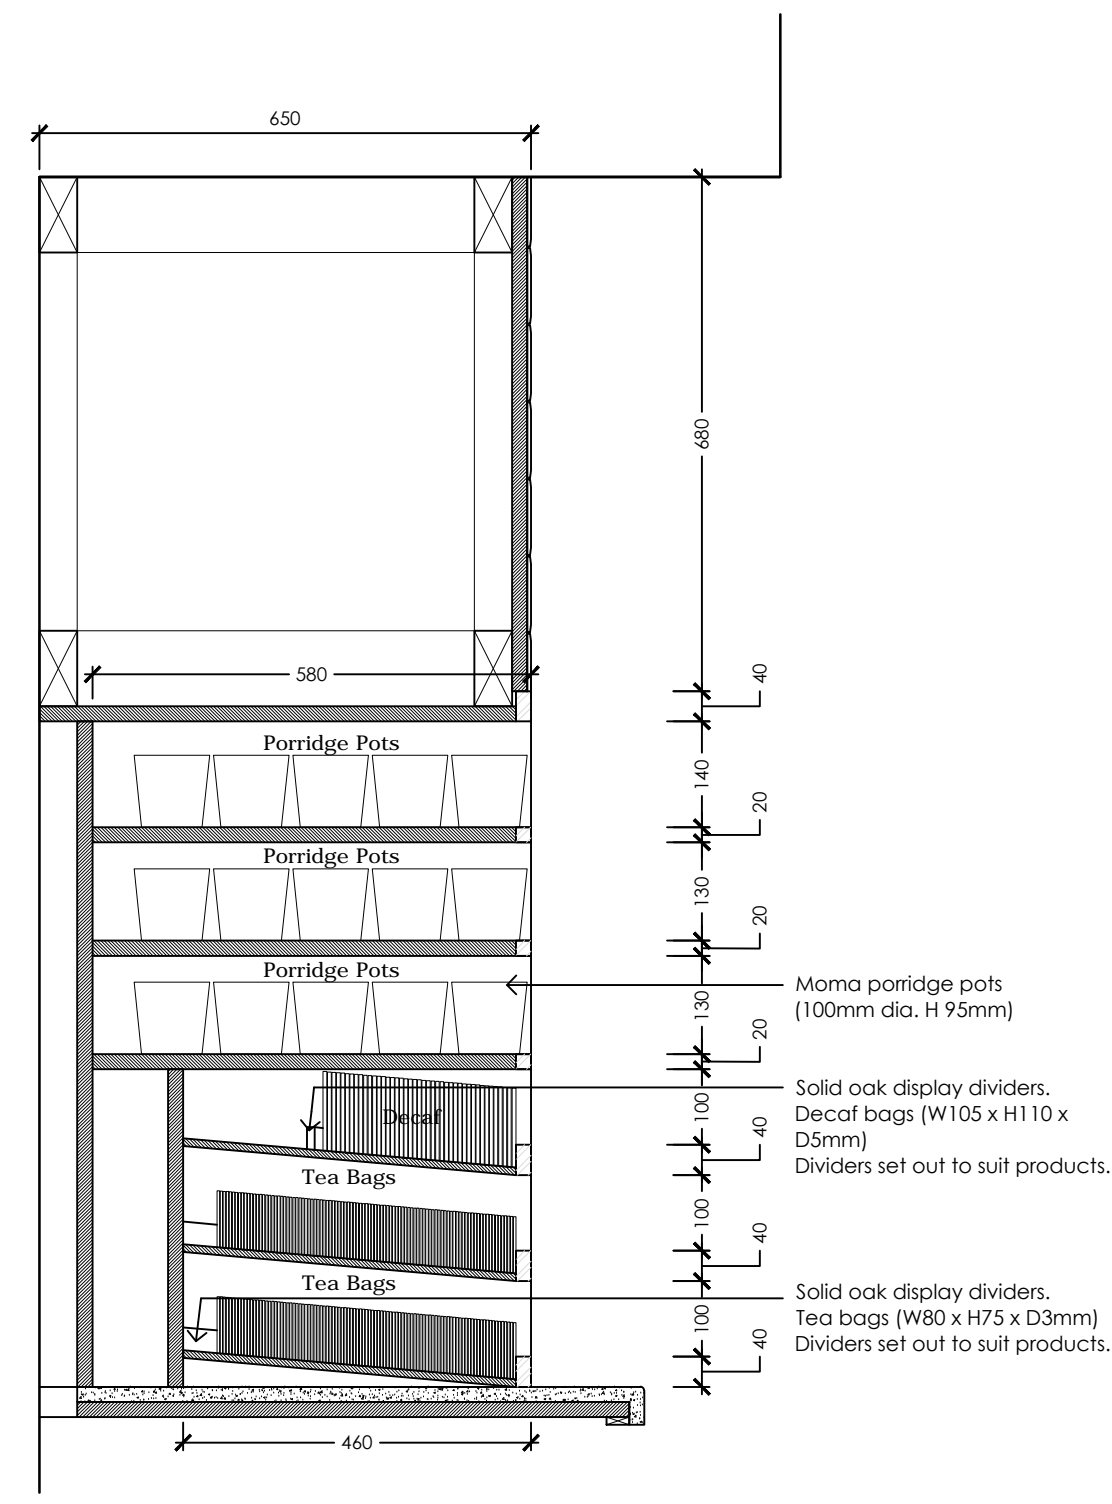 650
680
580
40
Porridge Pots
140
20
Porridge Pots
130
20
Porridge Pots
Moma porridge pots
(100mm dia. H 95mm)
130
20
Solid oak display dividers.
Decaf bags (W105 x H110 x
D5mm)
Dividers set out to suit products.
Decaf
100
40
Tea Bags
100
40
Tea Bags
Solid oak display dividers.
Tea bags (W80 x H75 x D3mm)
Dividers set out to suit products.
100
40
460